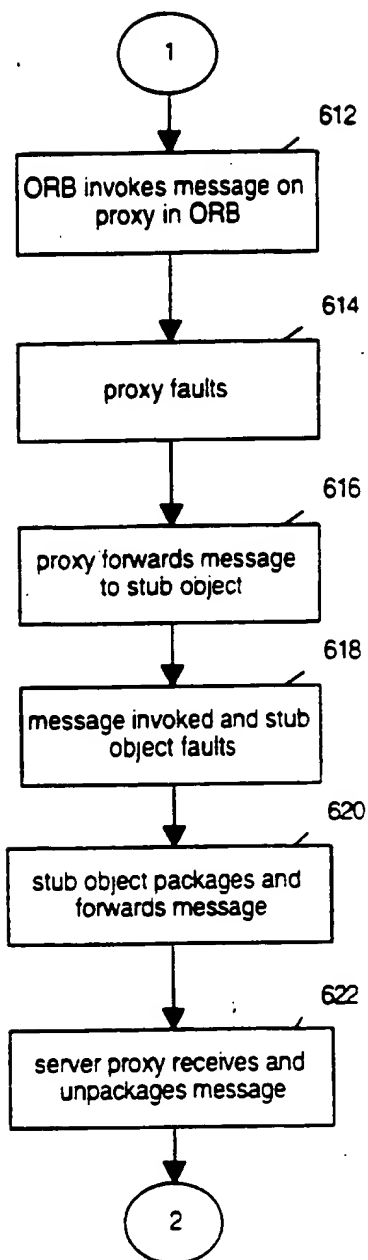 1
612
ORB invokes message on
proxy in ORB
614
proxy faults
616
proxy forwards message
to stub object
618
message invoked and stub
object faults
620
stub object packages and
forwards message
622
server proxy receives and
unpackages message
2